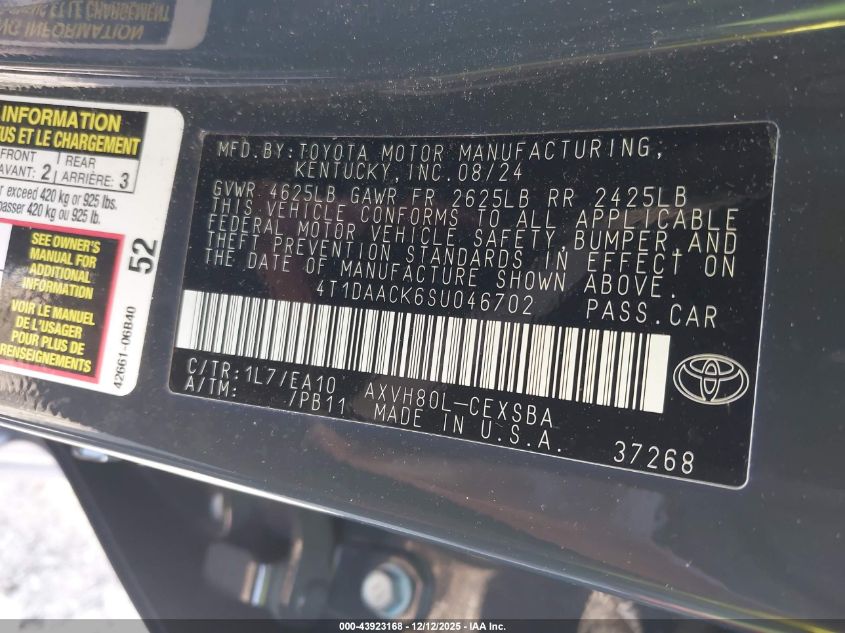 INFORMATION
US ET LE CHARGEMENT
FRONT
AVANT: 2
REAR
ARRIÈRE: 3
exceed 420 kg or 925 lbs.
passer 420 kg ou 925 lb.
SEE OWNER'S
MANUAL FOR
ADDITIONAL
INFORMATION
VOIR LE MANUEL
DE L'USAGER
POUR PLUS DE
RENSEIGNEMENTS
52
42661-06B40
MFD.BY:TOYOTA MOTOR MANUFACTURING,
KENTUCKY,INC.08/24
GVWR 4625LB GAWR FR 2625LB RR 2425LB
THIS VEHICLE CONFORMS TO ALL APPLICABLE
FEDERAL MOTOR VEHICLE SAFETY,BUMPER,AND
THEFT PREVENTION STANDARDS IN EFFECT ON
THE DATE OF MANUFACTURE SHOWN ABOVE.
4T1DAACK6SU046702 PASS.CAR
C/TR:1L7/EA10 AXVH80L-CEXSBA
A/TM: /PB11 MADE IN U.S.A.
37268
000-43923168 - 12/12/2025 - © IAA, Inc.